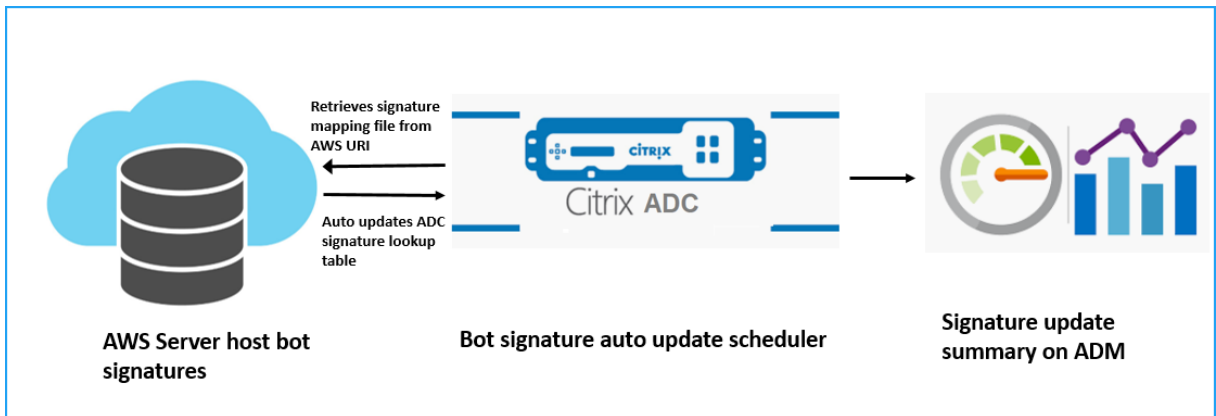 Retrieves signature
mapping file from
AWS URI
Auto updates ADC
signature lookup
table
CITRIX
Citrix ADC
AWS Server host bot
signatures
Bot signature auto update scheduler
Signature update
summary on ADM